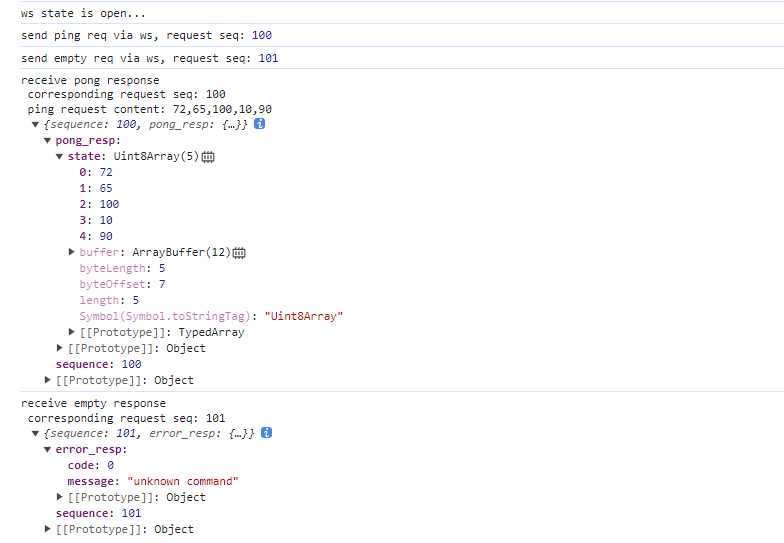 ws state is open...
send ping req via ws, request seq: 100
send empty req via ws, request seq: 101
receive pong response
corresponding request seq: 100
ping request content: 72,65,100,10,90
▼{sequence: 100, pong_resp: {…}} i
▼pong_resp:
▼state: Uint8Array(5)
0: 72
1: 65
2: 100
3: 10
4: 90
▶buffer: ArrayBuffer(12)
byteLength: 5
byteOffset: 7
length: 5
Symbol(Symbol.toStringTag): "Uint8Array"
▶[[Prototype]]: TypedArray
▶[[Prototype]]: Object
sequence: 100
▶[[Prototype]]: Object
receive empty response
corresponding request seq: 101
▼{sequence: 101, error_resp: {…}} i
▼error_resp:
code: 0
message: "unknown command"
▶[[Prototype]]: Object
sequence: 101
▶[[Prototype]]: Object